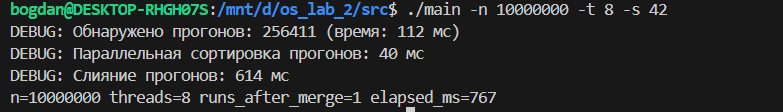 bogdan@DESKTOP-RHGH07S:/mnt/d/os_lab_2/src$ ./main -n 10000000 -t 8 -s 42
DEBUG: Обнаружено прогонов: 256411 (время: 112 мс)
DEBUG: Параллельная сортировка прогонов: 40 мс
DEBUG: Слияние прогонов: 614 мс
n=10000000 threads=8 runs_after_merge=1 elapsed_ms=767